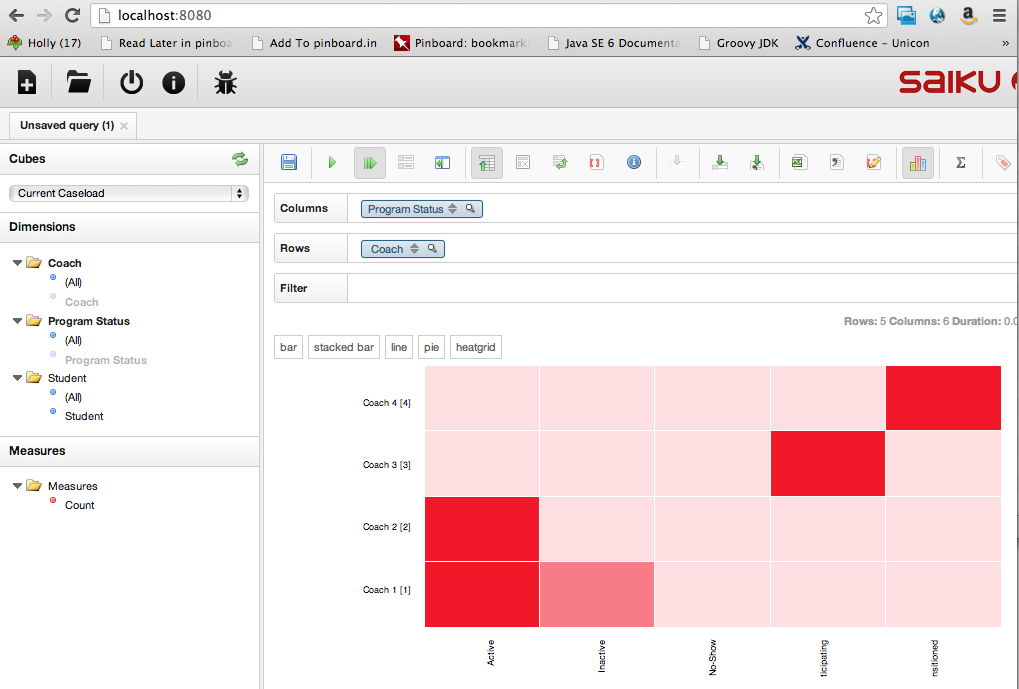 localhost:8080
Holly (17) Read Later in pinboa Add To pinboard.in Pinboard: bookmark Java SE 6 Documenta Groovy JDK Confluence - Unicon »
saiku
Unsaved query (1)
Cubes
Current Caseload
Dimensions
Coach
(All)
Coach
Program Status
(All)
Program Status
Student
(All)
Student
Measures
Measures
Count
Columns Program Status
Rows Coach
Filter
Rows: 5 Columns: 6 Duration: 0.0
bar stacked bar line pie heatgrid
Coach 4 [4]
Coach 3 [3]
Coach 2 [2]
Coach 1 [1]
Active Inactive No-Show ticipating nsitioned